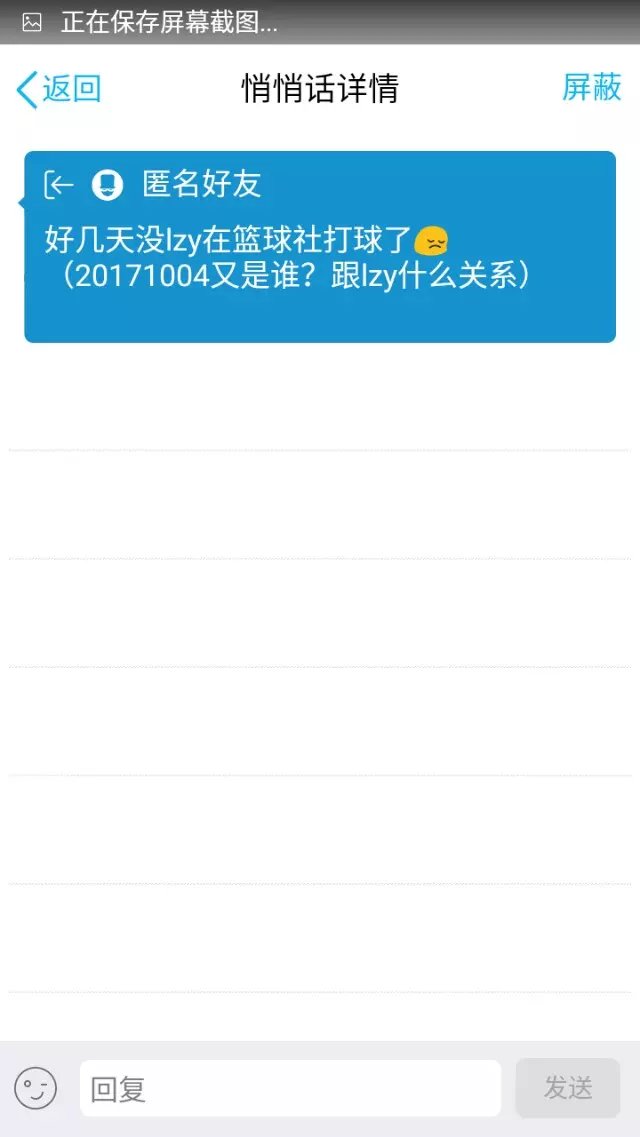 正在保存屏幕截图...
返回
悄悄话详情
屏蔽
匿名好友
好几天没lzy在篮球社打球了😔
（20171004又是谁？跟lzy什么关系）
回复
发送